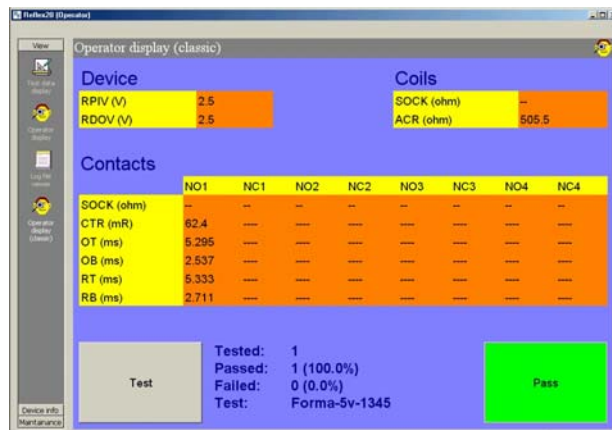 Reflex20 (Operator)
View
Operator display (classic)
Test data display
Operator display
Log file viewer
Operator display (classic)
Device info
Maintanance
Device
RPIV (V) 2.5
RDOV (V) 2.5
Coils
SOCK (ohm) --
ACR (ohm) 505.5
Contacts
NO1 NC1 NO2 NC2 NO3 NC3 NO4 NC4
SOCK (ohm) -- -- -- -- -- -- -- --
CTR (mR) 62.4 ---- ---- ---- ---- ---- ---- ----
OT (ms) 5.295 ---- ---- ---- ---- ---- ---- ----
OB (ms) 2.537 ---- ---- ---- ---- ---- ---- ----
RT (ms) 5.333 ---- ---- ---- ---- ---- ---- ----
RB (ms) 2.711 ---- ---- ---- ---- ---- ---- ----
Test
Tested: 1
Passed: 1 (100.0%)
Failed: 0 (0.0%)
Test: Forma-5v-1345
Pass